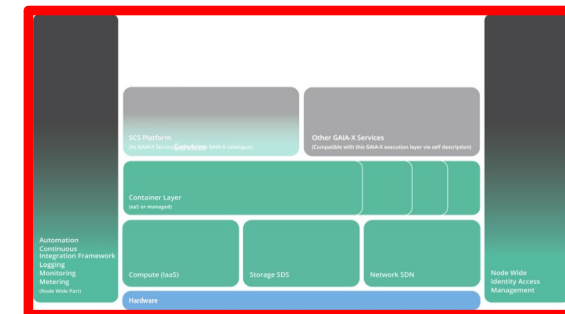 SCS Platform
(As GAIA-X Service GAIA-X catalogue)
Services
Other GAIA-X Services
(Compatible with this GAIA-X execution layer via self description)
Container Layer
(aaS or managed)
Automation
Continuous
Integration Framework
Logging
Monitoring
Metering
(Node Wide Part)
Compute (IaaS)
Storage SDS
Network SDN
Node Wide
Identity Access
Management
Hardware